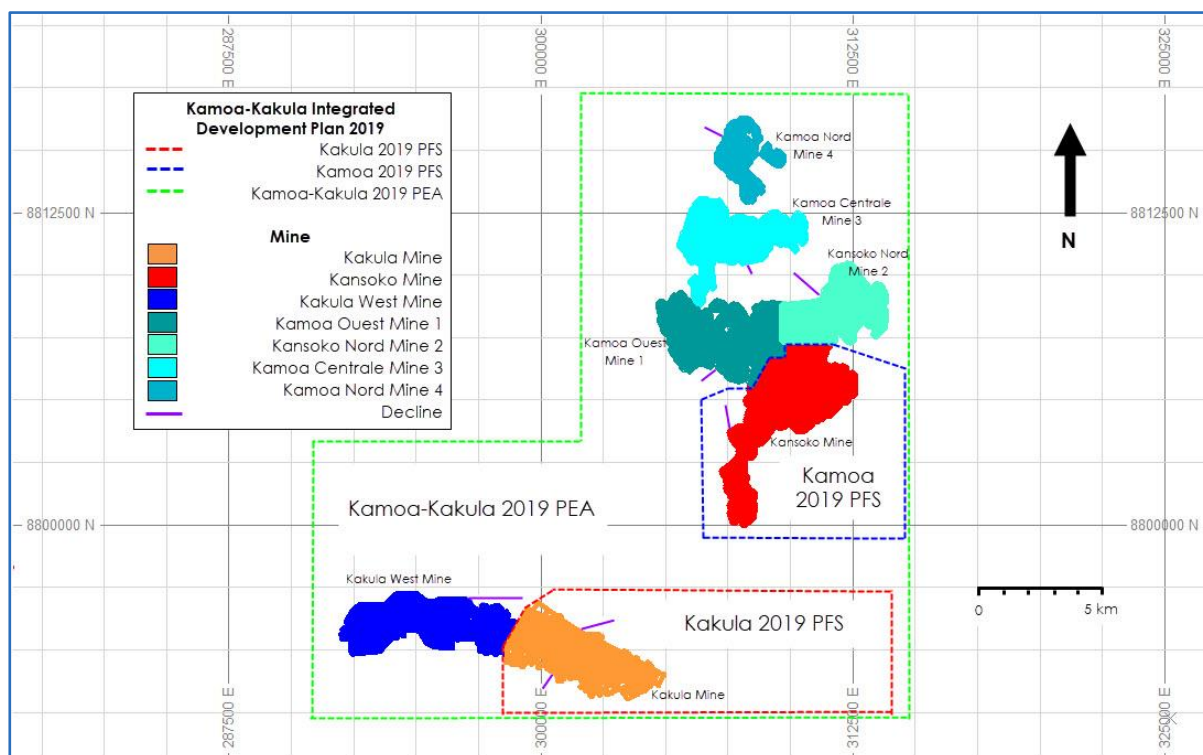 287500 E
300000 E
312500 E
325000 E
Kamoa-Kakula Integrated
Development Plan 2019
Kakula 2019 PFS
Kamoa 2019 PFS
Kamoa-Kakula 2019 PEA
Mine
Kakula Mine
Kansoko Mine
Kakula West Mine
Kamoa Ouest Mine 1
Kansoko Nord Mine 2
Kamoa Centrale Mine 3
Kamoa Nord Mine 4
Decline
Kamoa Nord
Mine 4
8812500 N
Kamoa Centrale
Mine 3
8812500 N
N
Kansoko Nord
Mine 2
Kamoa Ouest
Mine 1
Kansoko Mine
Kamoa
2019 PFS
Kamoa-Kakula 2019 PEA
8800000 N
8800000 N
0
5 km
Kakula West Mine
Kakula 2019 PFS
Kakula Mine
287500 E
300000 E
312500 E
325000 E